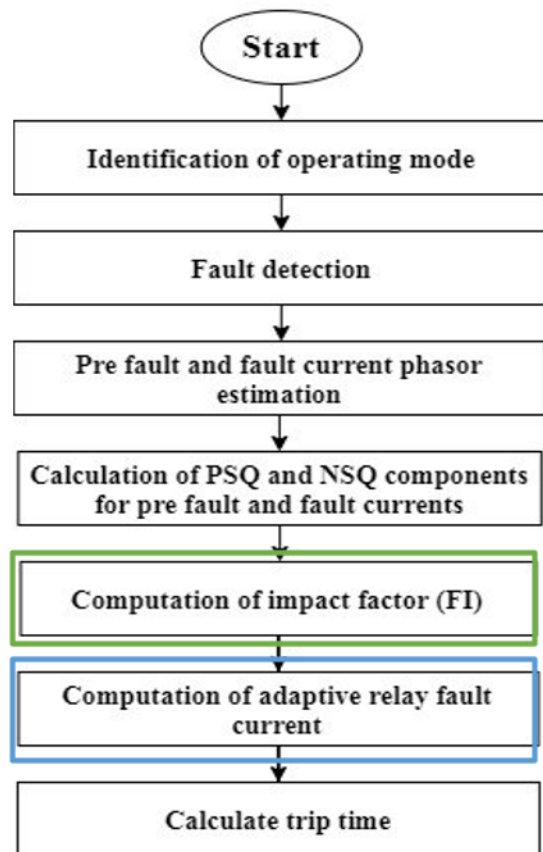 Start
Identification of operating mode
Fault detection
Pre fault and fault current phasor
estimation
Calculation of PSQ and NSQ components
for pre fault and fault currents
Computation of impact factor (FI)
Computation of adaptive relay fault
current
Calculate trip time